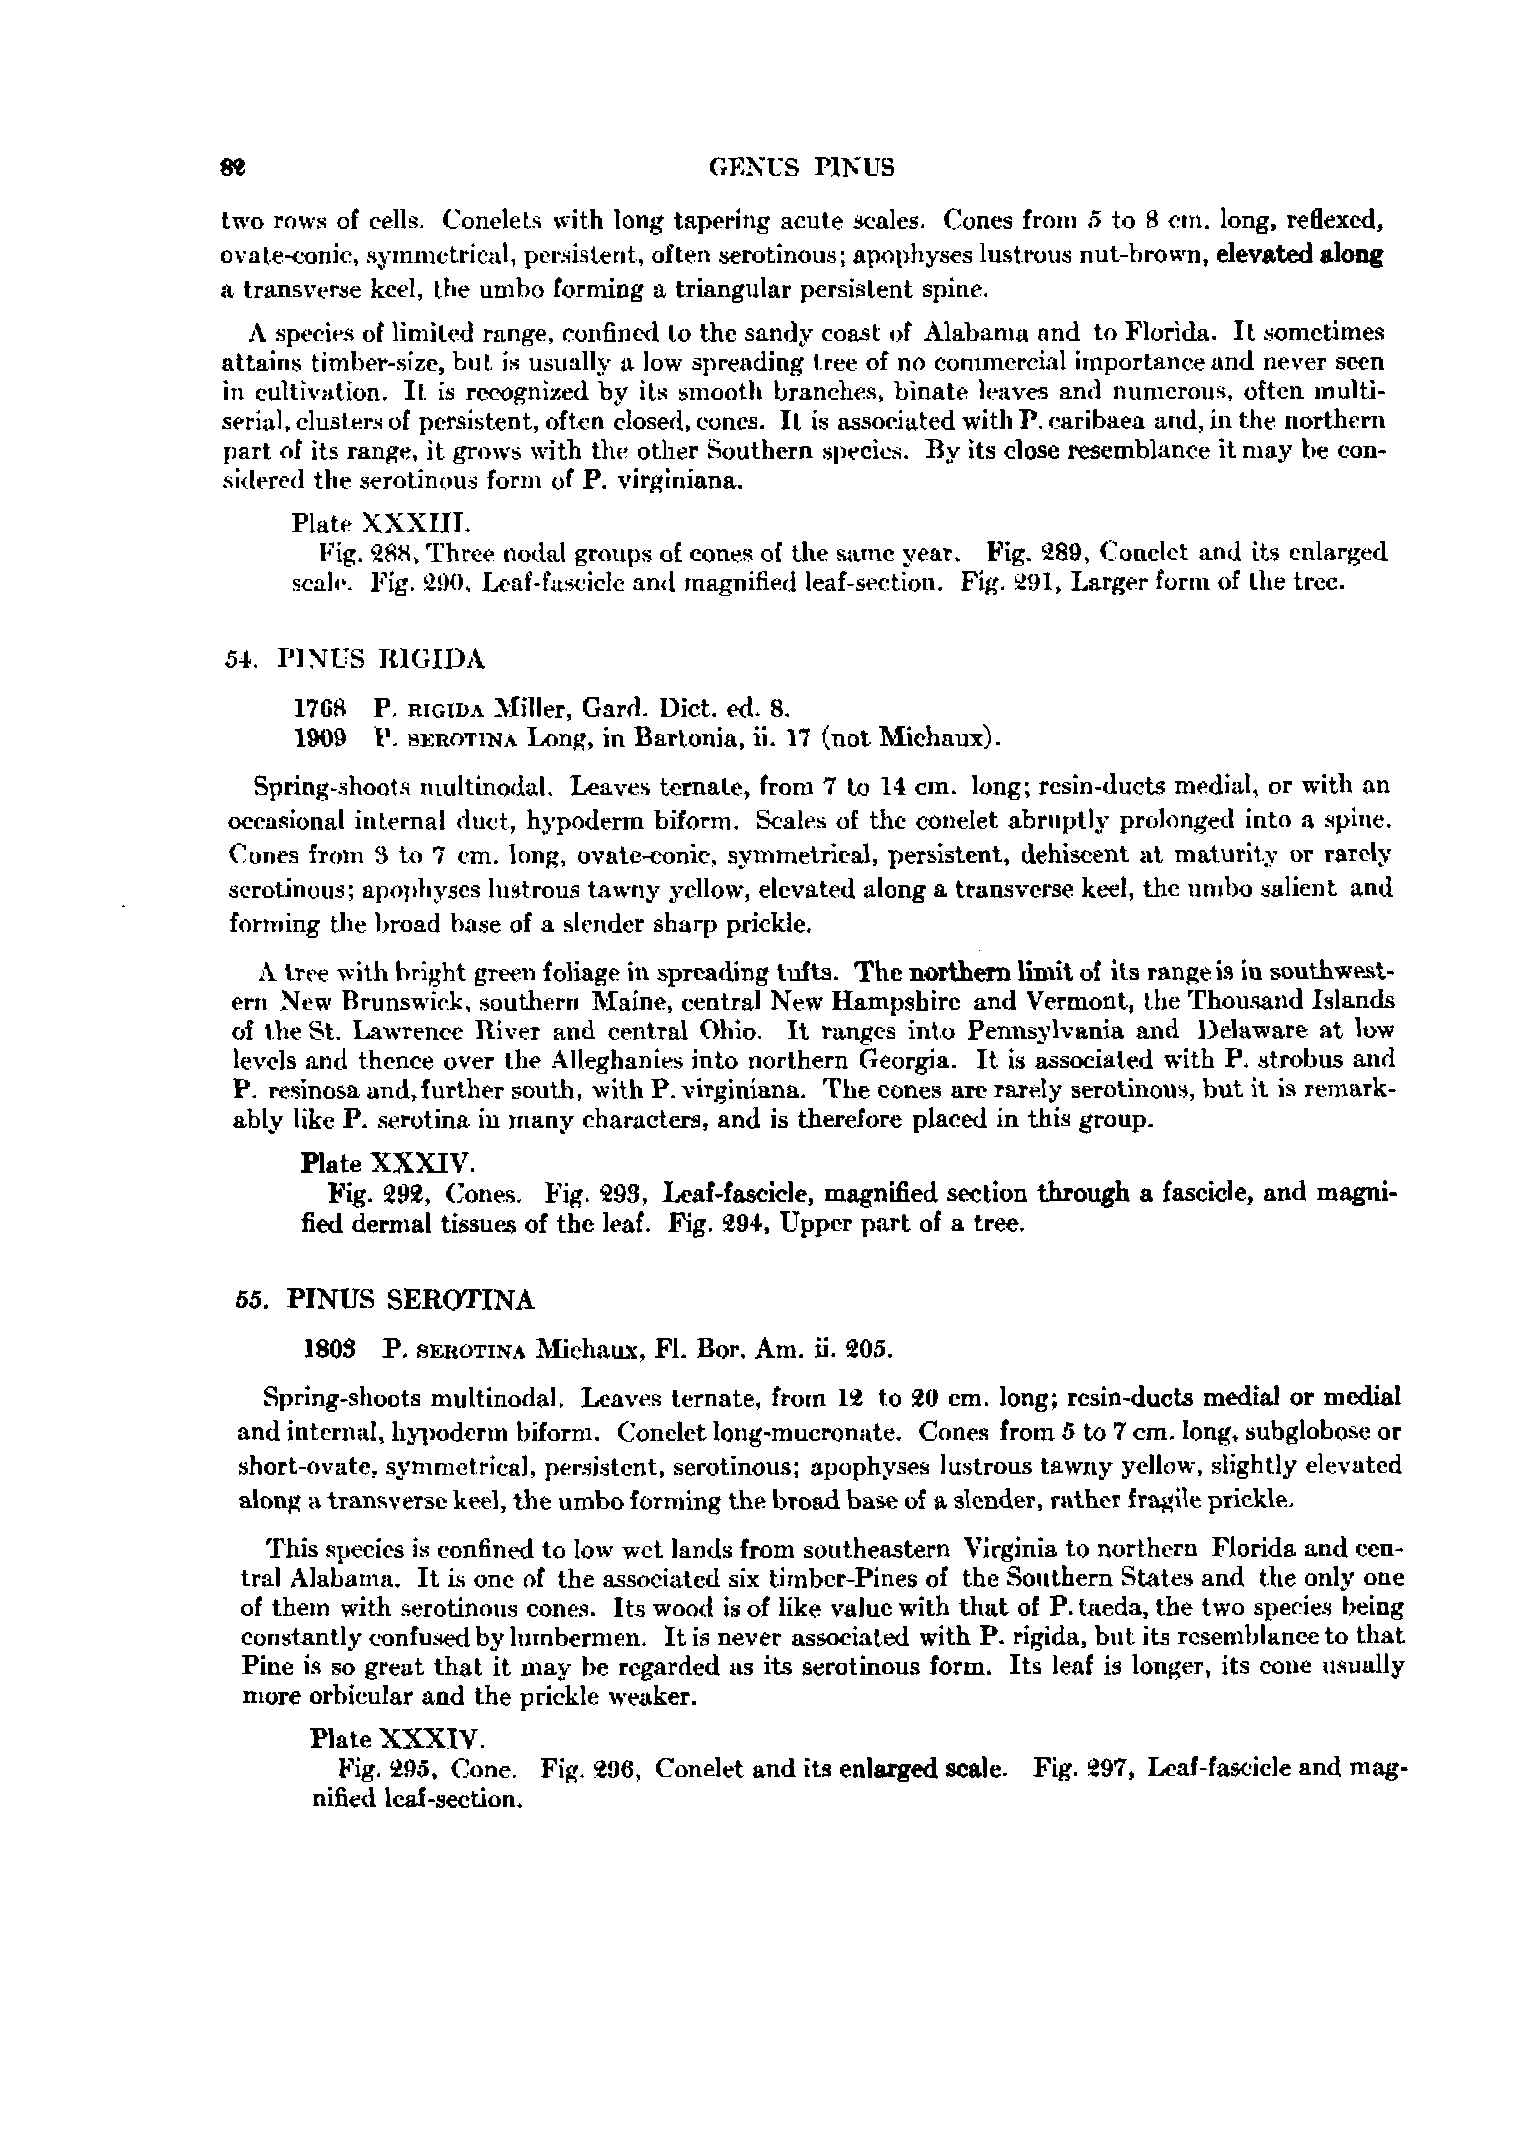 82 GENUS PINUS
two rows of cells. Conelets with long tapering acute scales. Cones from 5 to 8 cm. long, reflexed,
ovate-conic, symmetrical, persistent, often serotinous; apophyses lustrous nut-brown, elevated along
a transverse keel, the umbo forming a triangular persistent spine.
A species of limited range, confined to the sandy coast of Alabama and to Florida. It sometimes
attains timber-size, but is usually a low spreading tree of no commercial importance and never seen
in cultivation. It is recognized by its smooth branches, binate leaves and numerous, often multi-
serial, clusters of persistent, often closed, cones. It is associated with P. caribaea and, in the northern
part of its range, it grows with the other Southern species. By its close resemblance it may be con-
sidered the serotinous form of P. virginiana.
Plate XXXIII.
Fig. 288, Three nodal groups of cones of the same year. Fig. 289, Conelet and its enlarged
scale. Fig. 290, Leaf-fascicle and magnified leaf-section. Fig. 291, Larger form of the tree.
54. PINUS RIGIDA
1768 P. RIGIDA Miller, Gard. Dict. ed. 8.
1909 P. SEROTINA Long, in Bartonia, ii. 17 (not Michaux).
Spring-shoots multinodal. Leaves ternate, from 7 to 14 cm. long; resin-ducts medial, or with an
occasional internal duct, hypoderm biform. Scales of the conelet abruptly prolonged into a spine.
Cones from 3 to 7 cm. long, ovate-conic, symmetrical, persistent, dehiscent at maturity or rarely
serotinous; apophyses lustrous tawny yellow, elevated along a transverse keel, the umbo salient and
forming the broad base of a slender sharp prickle.
A tree with bright green foliage in spreading tufts. The northern limit of its range is in southwest-
ern New Brunswick, southern Maine, central New Hampshire and Vermont, the Thousand Islands
of the St. Lawrence River and central Ohio. It ranges into Pennsylvania and Delaware at low
levels and thence over the Alleghanies into northern Georgia. It is associated with P. strobus and
P. resinosa and, further south, with P. virginiana. The cones are rarely serotinous, but it is remark-
ably like P. serotina in many characters, and is therefore placed in this group.
Plate XXXIV.
Fig. 292, Cones. Fig. 293, Leaf-fascicle, magnified section through a fascicle, and magni-
fied dermal tissues of the leaf. Fig. 294, Upper part of a tree.
55. PINUS SEROTINA
1803 P. SEROTINA Michaux, Fl. Bor. Am. ii. 205.
Spring-shoots multinodal. Leaves ternate, from 12 to 20 cm. long; resin-ducts medial or medial
and internal, hypoderm biform. Conelet long-mucronate. Cones from 5 to 7 cm. long, subglobose or
short-ovate, symmetrical, persistent, serotinous; apophyses lustrous tawny yellow, slightly elevated
along a transverse keel, the umbo forming the broad base of a slender, rather fragile prickle.
This species is confined to low wet lands from southeastern Virginia to northern Florida and cen-
tral Alabama. It is one of the associated six timber-Pines of the Southern States and the only one
of them with serotinous cones. Its wood is of like value with that of P. taeda, the two species being
constantly confused by lumbermen. It is never associated with P. rigida, but its resemblance to that
Pine is so great that it may be regarded as its serotinous form. Its leaf is longer, its cone usually
more orbicular and the prickle weaker.
Plate XXXIV.
Fig. 295, Cone. Fig. 296, Conelet and its enlarged scale. Fig. 297, Leaf-fascicle and mag-
nified leaf-section.